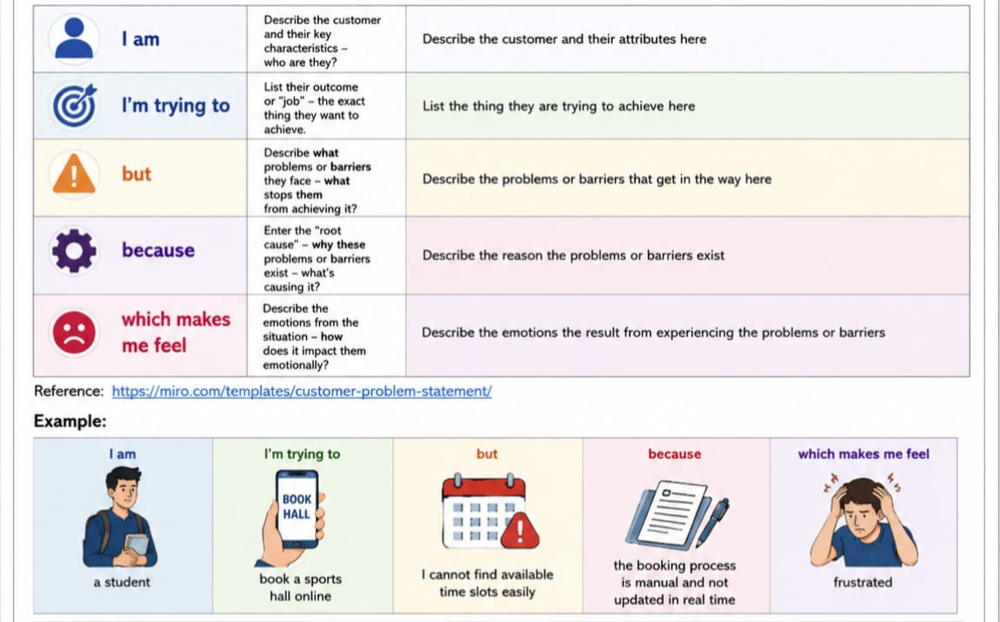 I am
Describe the customer
and their key
characteristics –
who are they?
Describe the customer and their attributes here
I'm trying to
List their outcome
or "job" – the exact
thing they want to
achieve.
List the thing they are trying to achieve here
but
Describe what
problems or barriers
they face – what
stops them
from achieving it?
Describe the problems or barriers that get in the way here
because
Enter the "root
cause" – why these
problems or barriers
exist – what's
causing it?
Describe the reason the problems or barriers exist
which makes
me feel
Describe the
emotions from the
situation – how
does it impact them
emotionally?
Describe the emotions the result from experiencing the problems or barriers
Reference: https://miro.com/templates/customer-problem-statement/
Example:
I am
a student
I'm trying to
BOOK
HALL
book a sports
hall online
but
I cannot find available
time slots easily
because
the booking process
is manual and not
updated in real time
which makes me feel
frustrated